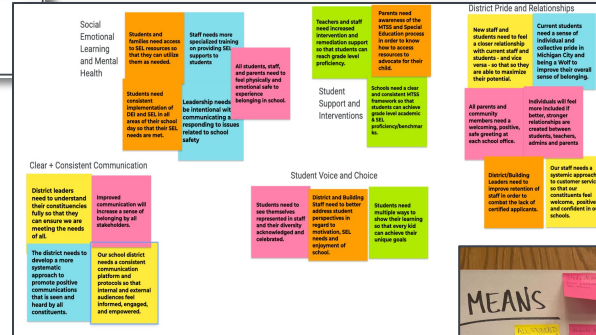 Social
Emotional
Learning
and Mental
Health
Students and
families need access
to SEL resources so
that they can utilize
them as needed.
Staff needs more
specialized training
on providing SEL
supports to
students
All students, staff,
and parents need to
feel physically and
emotional safe to
experience
belonging in school.
Students need
consistent
implementation of
DEI and SEL in all
areas of their school
day so that their SEL
needs are met.
Leadership needs
be intentional wit
communicating a
responding to issues
related to school
safety
Teachers and staff
need increased
intervention and
remediation support
so that students can
reach grade level
proficiency.
Parents need
awareness of the
MTSS and Special
Education process
in order to know
how to access
resources to
advocate for their
child.
Student
Support and
Interventions
Schools need a clear
and consistent MTSS
framework so that
students can achieve
grade level academic
& SEL
proficiency/benchmar
ks.
District Pride and Relationships
New staff and
students need to feel
a closer relationship
with current staff and
students - and vice
versa - so that so they
are able to maximize
their potential.
Current students
need a sense of
individual and
collective pride in
Michigan City and
being a Wolf to
improve their overall
sense of belonging.
All parents and
community
members need a
welcoming, positive,
safe greeting at
each school office.
Individuals will feel
more included if
better, stronger
relationships are
created between
students, teachers,
admins and parents
District/Building
Leaders need to
improve retention of
staff in order to
combat the lack of
certified applicants.
Our staff needs a
systemic approach
to customer service
so that our
constituents feel
welcome, positive
and confident in ou
schools.
Clear + Consistent Communication
District leaders
need to understand
their constituencies
fully so that they
can ensure we are
meeting the needs
of all.
Improved
communication will
increase a sense of
belonging by all
stakeholders.
The district needs to
develop a more
systematic
approach to
promote positive
communications
that is seen and
heard by all
constituents.
Our school district
needs a consistent
communication
platform and
protocols so that
internal and external
audiences feel
informed, engaged,
and empowered.
Student Voice and Choice
Students need to
see themselves
represented in staff
and their diversity
acknowledged and
celebrated.
District and Building
Staff need to better
address student
perspectives in
regard to
motivation, SEL
needs and
enjoyment of
school.
Students need
multiple ways to
show their learning
so that every kid
can achieve their
unique goals
MEANS